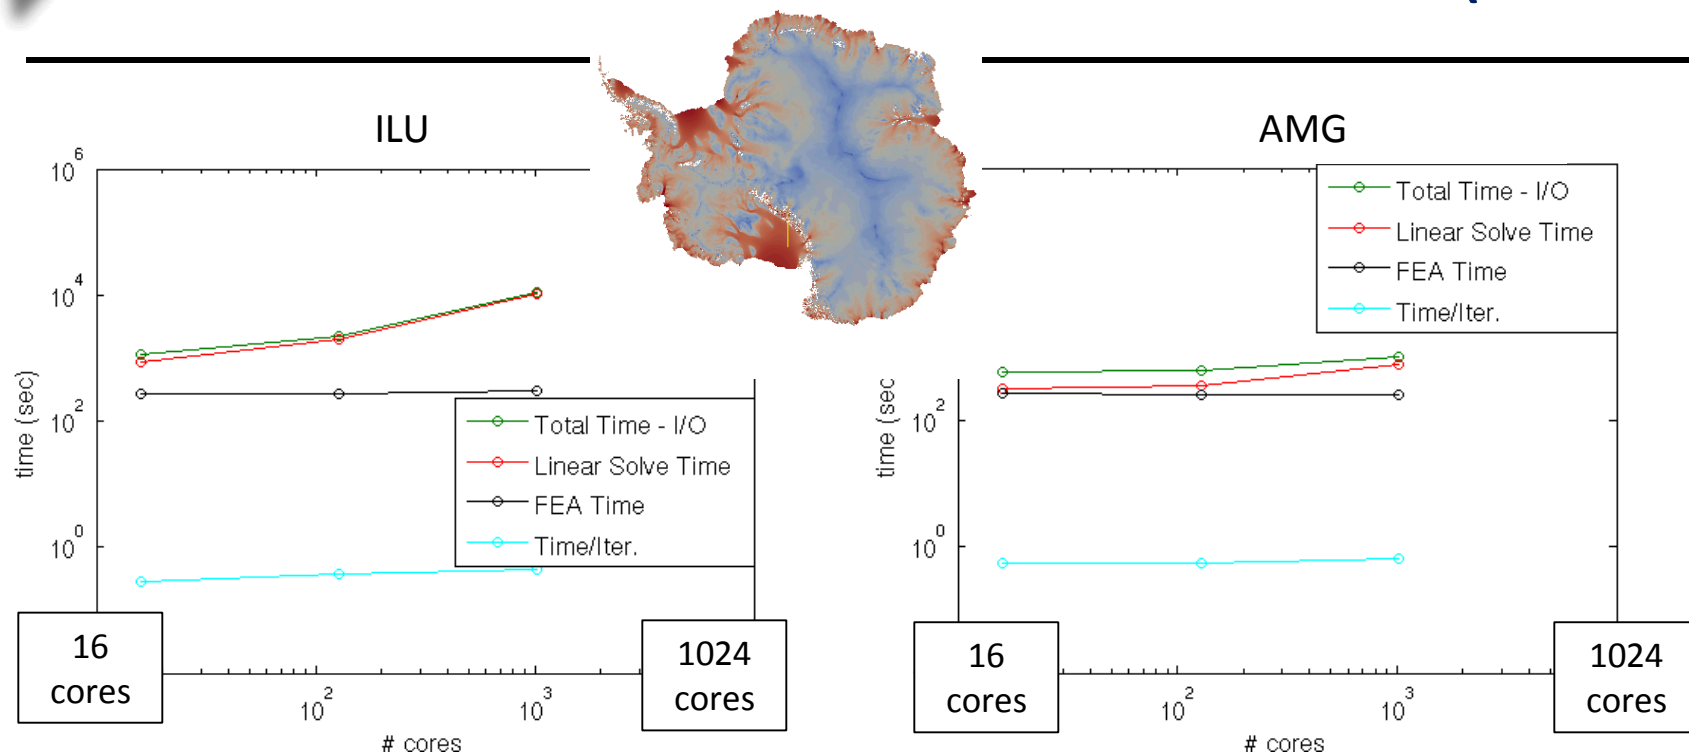 ILU
10^6
10^4
10^2
10^0
time (sec)
Total Time - I/O
Linear Solve Time
FEA Time
Time/Iter.
16
cores
1024
cores
10^2
10^3
# cores
AMG
Total Time - I/O
Linear Solve Time
FEA Time
Time/Iter.
10^2
10^0
time (sec
16
cores
1024
cores
10^2
10^3
# cores